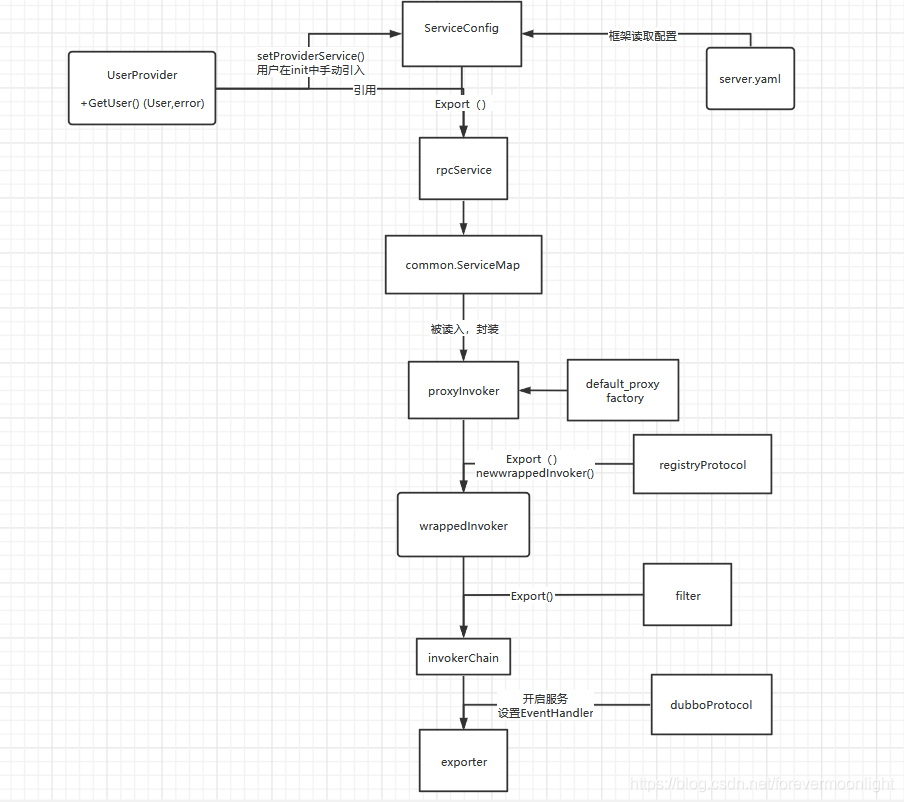 ServiceConfig
框架读取配置
setProviderService()
用户在init中手动引入
UserProvider
+GetUser() (User,error)
server.yaml
引用
Export（）
rpcService
common.ServiceMap
被读入，封装
proxyInvoker
default_proxy
factory
Export（）
newwrappedInvoker()
registryProtocol
wrappedInvoker
Export()
filter
invokerChain
开启服务
设置EventHandler
dubboProtocol
exporter
https://blog.csdn.net/forevermoonlight